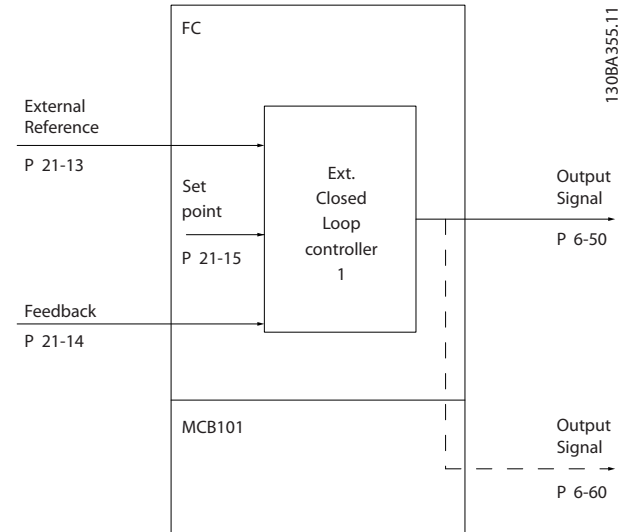 FC
130BA355.11
External
Reference
P 21-13
Set
point
P 21-15
Feedback
P 21-14
Ext.
Closed
Loop
controller
1
Output
Signal
P 6-50
MCB101
Output
Signal
P 6-60